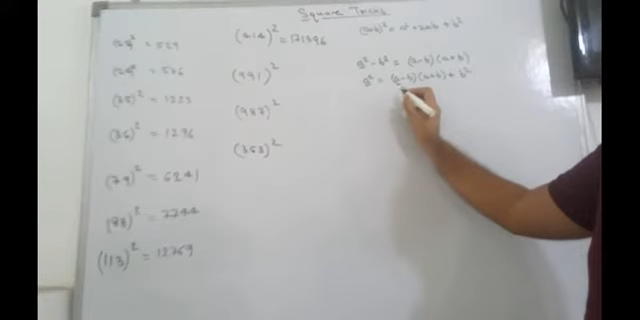 Square Tricks
(23)² = 529
(24)² = 576
(35)² = 1225
(36)² = 1296
(79)² = 6241
(88)² = 7744
(113)² = 12769
(414)² = 171396
(991)²
(987)²
(353)²
(a+b)² = a² + 2ab + b²
a² - b² = (a-b)(a+b)
a² = (a-b)(a+b) + b²